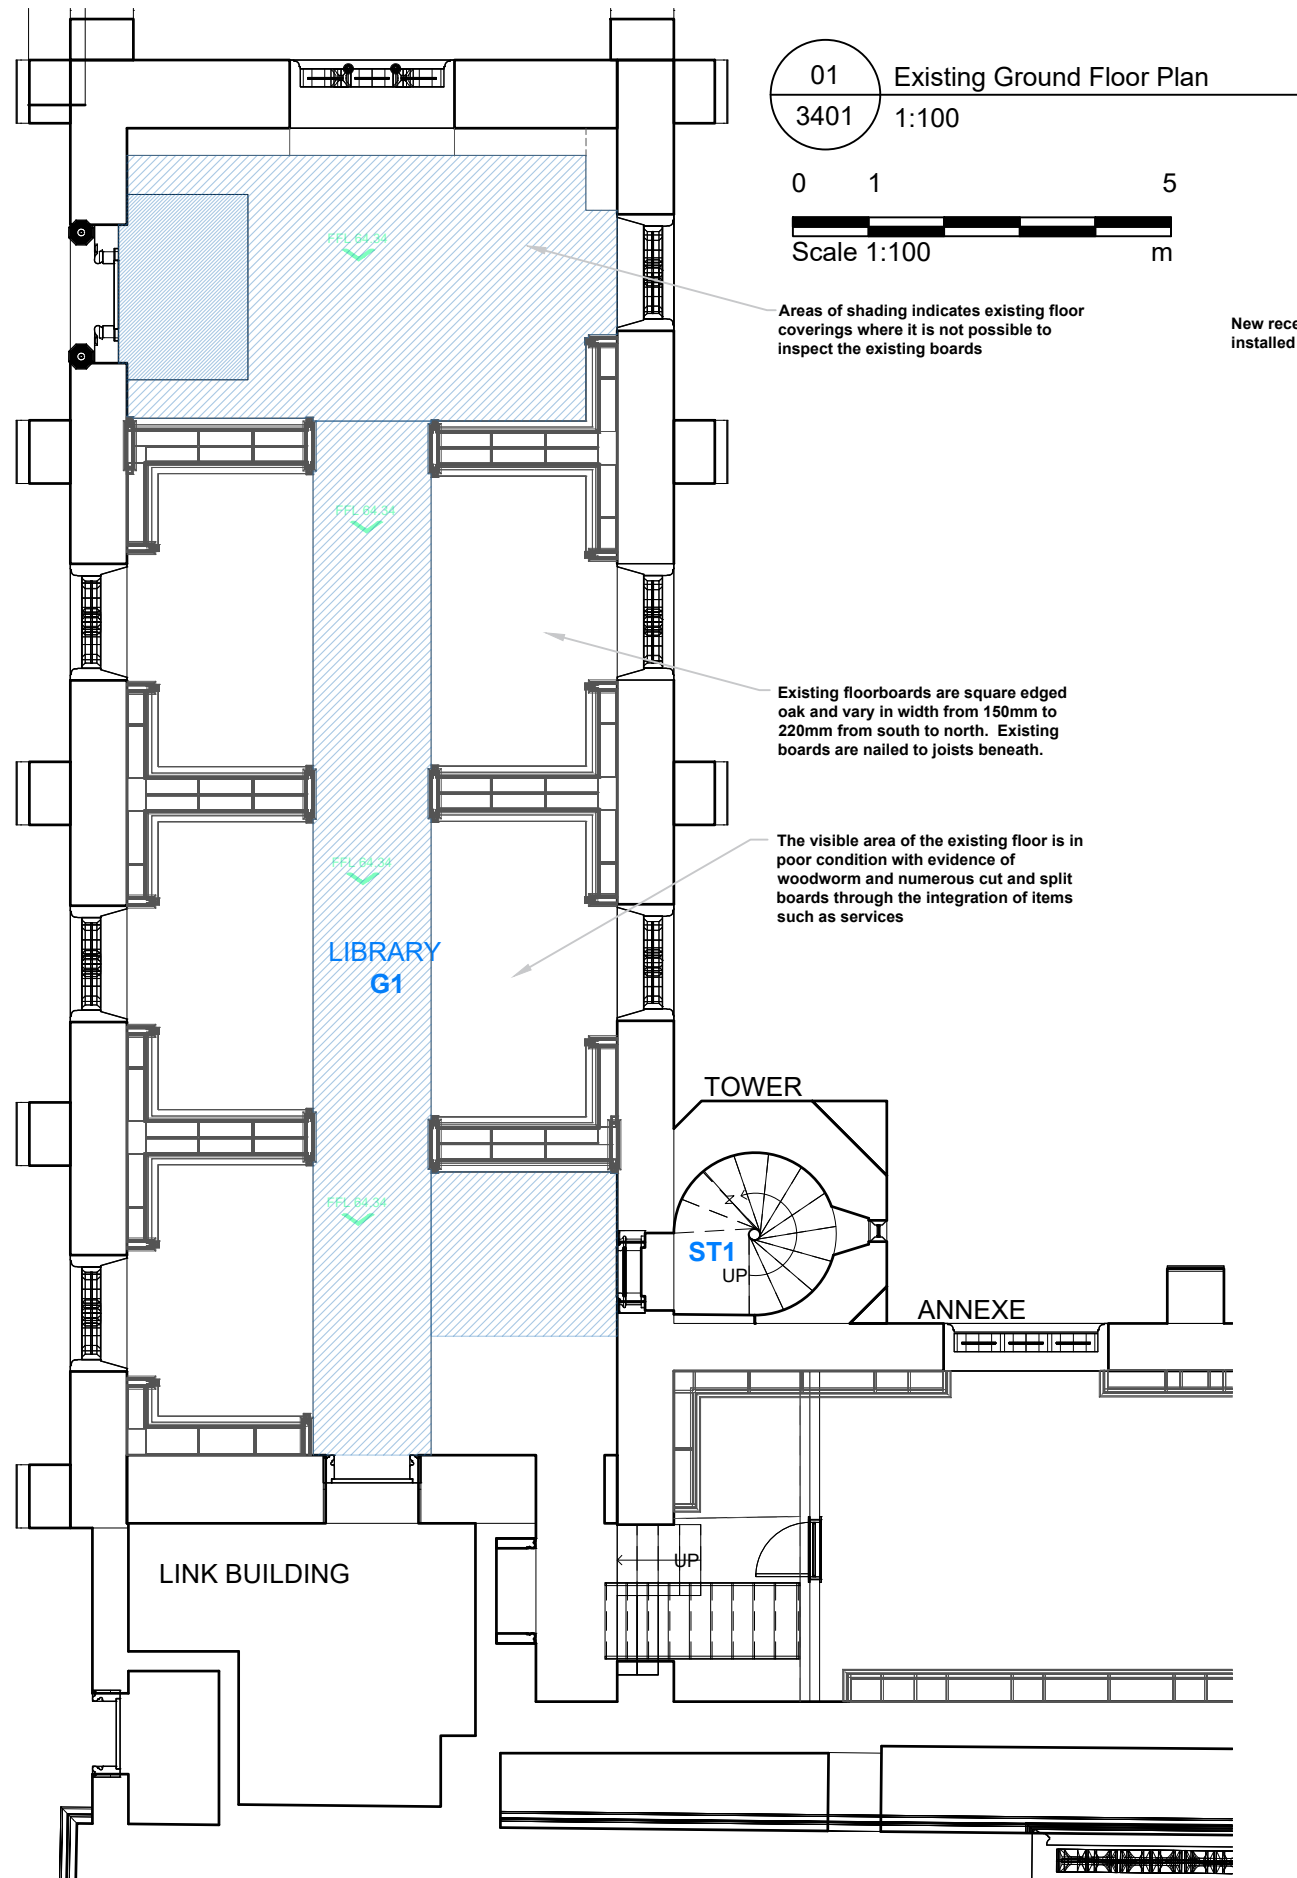 01
Existing Ground Floor Plan
3401
1:100
0 1 5
Scale 1:100 m
FFL 64.34
Areas of shading indicates existing floor
coverings where it is not possible to
inspect the existing boards
New rece
installed
FFL 64.34
Existing floorboards are square edged
oak and vary in width from 150mm to
220mm from south to north. Existing
boards are nailed to joists beneath.
The visible area of the existing floor is in
poor condition with evidence of
woodworm and numerous cut and split
boards through the integration of items
such as services
FFL 64.34
LIBRARY
G1
TOWER
FFL 64.34
ST1
UP
ANNEXE
LINK BUILDING
UP